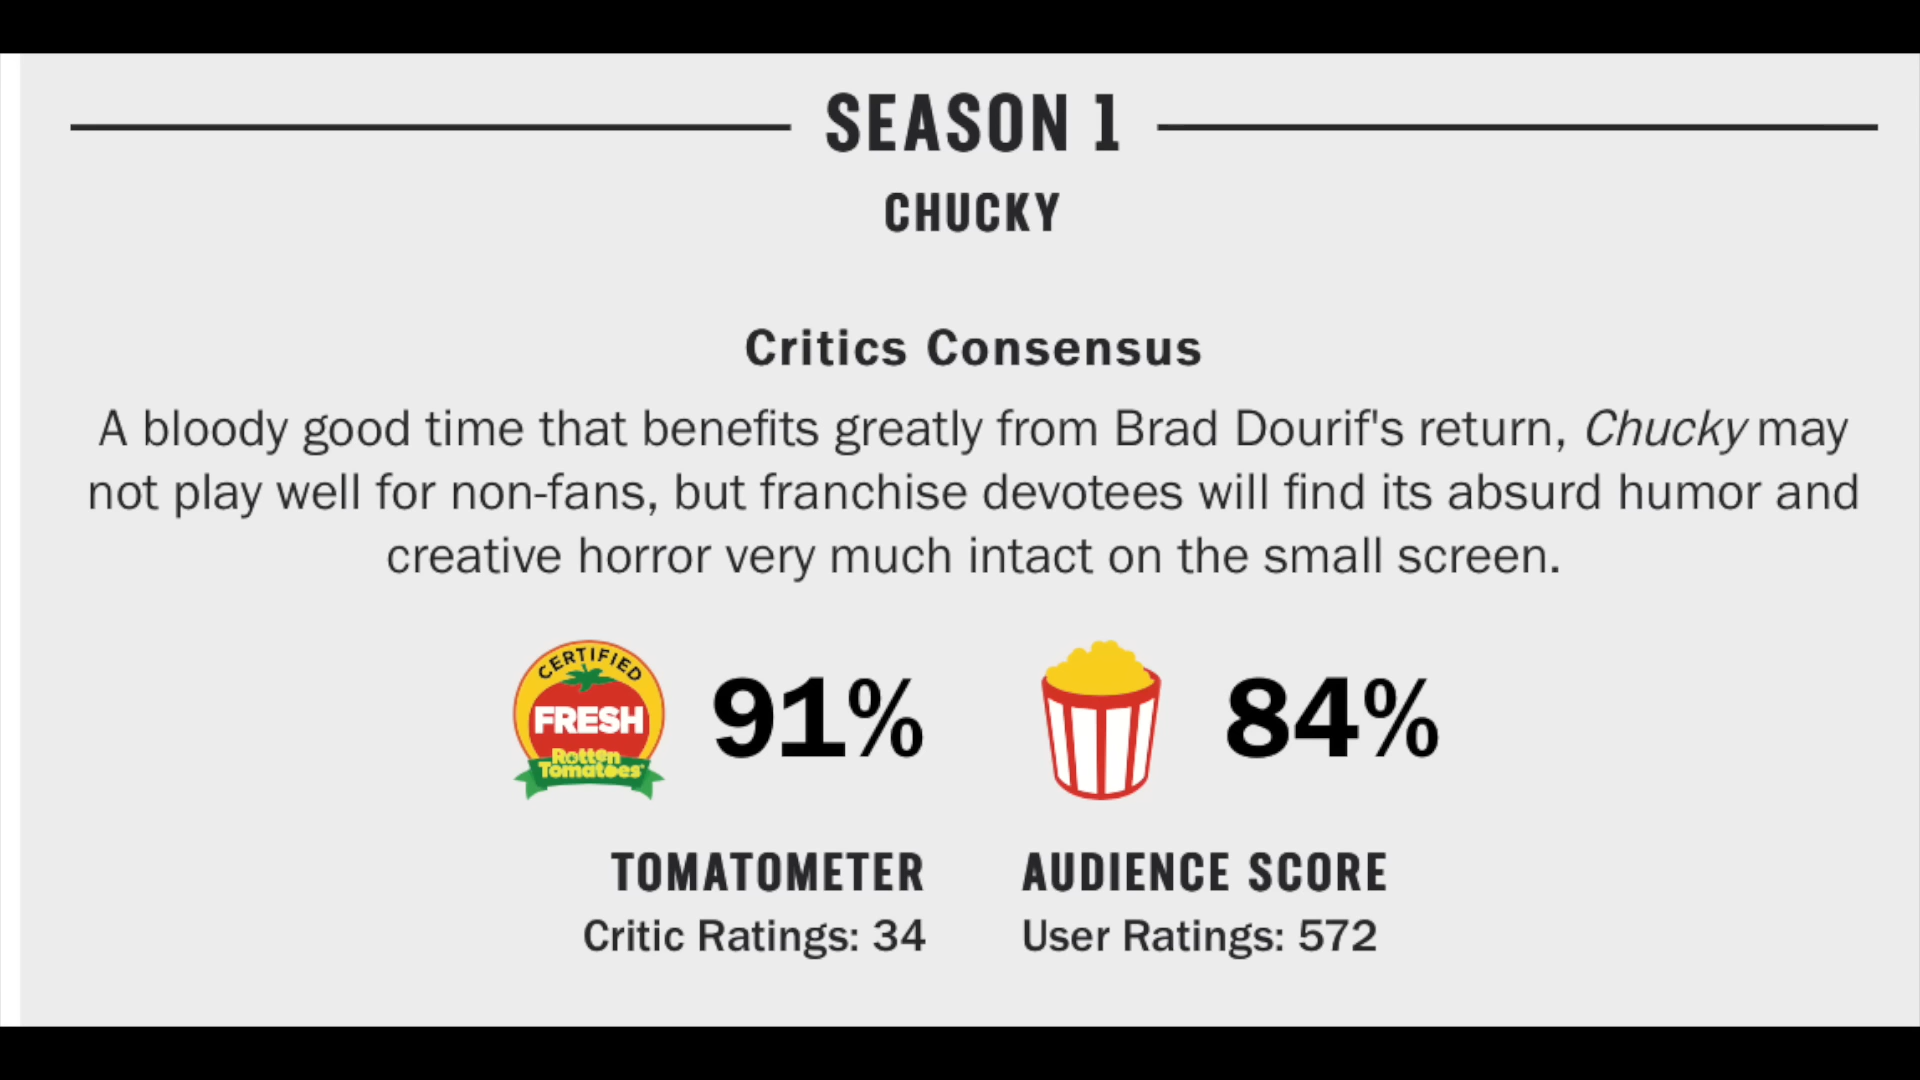 SEASON 1
CHUCKY
Critics Consensus
A bloody good time that benefits greatly from Brad Dourif's return, Chucky may
not play well for non-fans, but franchise devotees will find its absurd humor and
creative horror very much intact on the small screen.
CERTIFIED
FRESH
Rotten
Tomatoes
91%
84%
TOMATOMETER
AUDIENCE SCORE
Critic Ratings: 34
User Ratings: 572